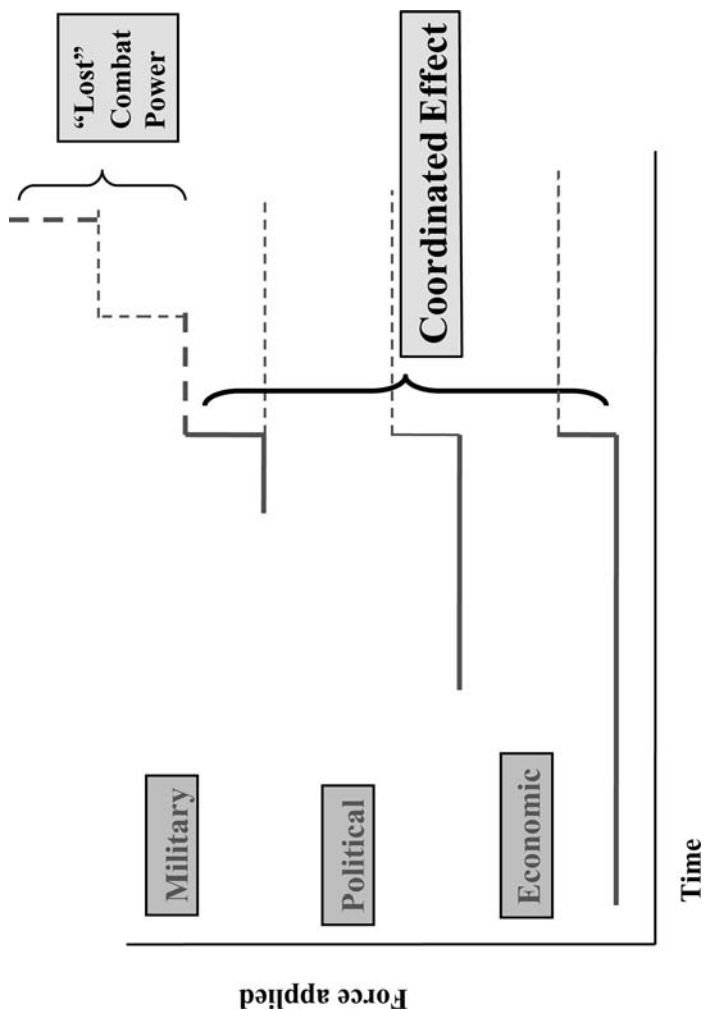 “Lost”
Combat
Power
Coordinated Effect
Military
Political
Economic
Force applied
Time